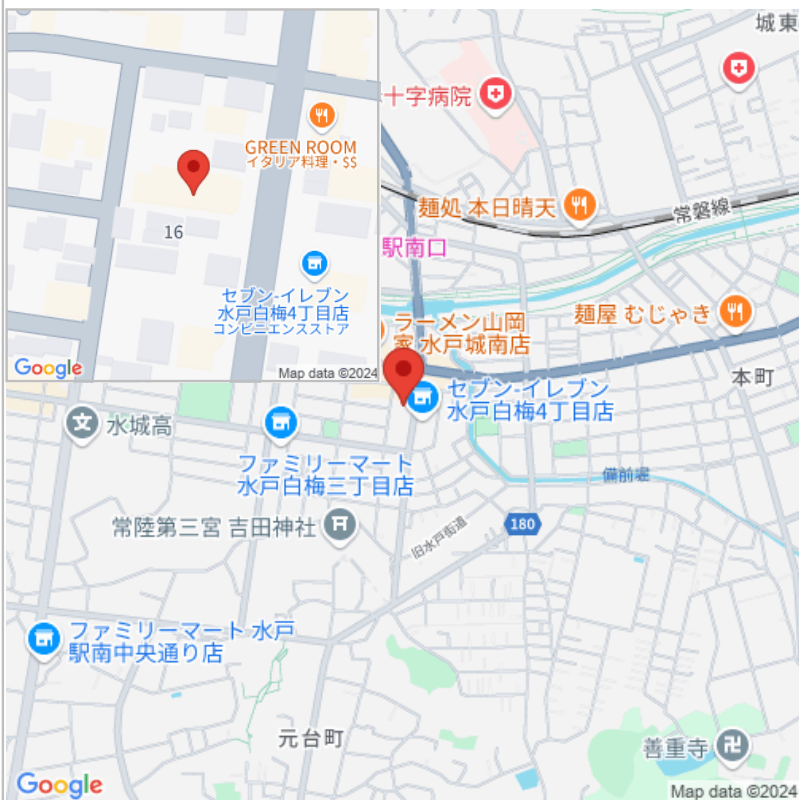 GREEN ROOM
イタリア料理・$$
16
セブン-イレブン
水戸白梅4丁目店
コンビニエンスストア
Google
Map data ©2024
城東
十字病院
麺処 本日晴天
常磐線
駅南口
ラーメン山岡
家 水戸城南店
麺屋 むじゃき
本町
セブン-イレブン
水戸白梅4丁目店
水城高
ファミリーマート
水戸白梅三丁目店
備前堀
常陸第三宮 吉田神社
180
旧水戸街道
ファミリーマート 水戸
駅南中央通り店
元台町
善重寺
Google
Map data ©2024